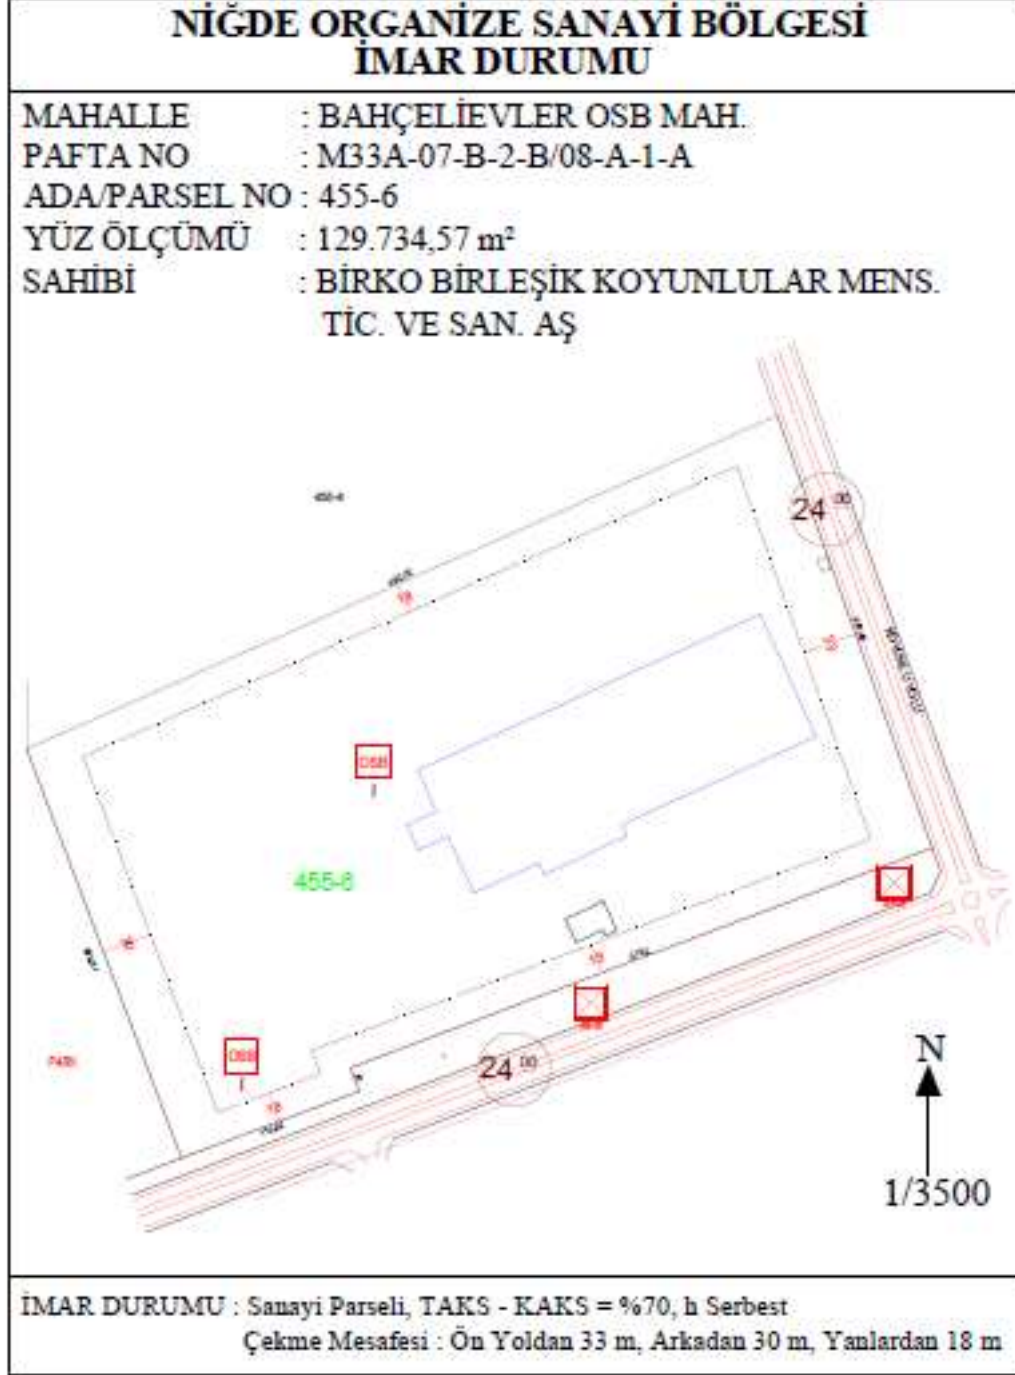 NİĞDE ORGANİZE SANAYİ BÖLGESİ
İMAR DURUMU
MAHALLE : BAHÇELİEVLER OSB MAH.
PAFTA NO : M33A-07-B-2-B/08-A-1-A
ADA/PARSEL NO : 455-6
YÜZ ÖLÇÜMÜ : 129.734,57 m²
SAHİBİ : BİRKO BİRLEŞİK KOYUNLULAR MENS.
TİC. VE SAN. AŞ
24 00
OSB
455-6
OSB
24 00
N
1/3500
İMAR DURUMU : Sanayi Parseli, TAKS - KAKS = %70, h Serbest
Çekme Mesafesi : Ön Yoldan 33 m, Arkadan 30 m, Yanlardan 18 m